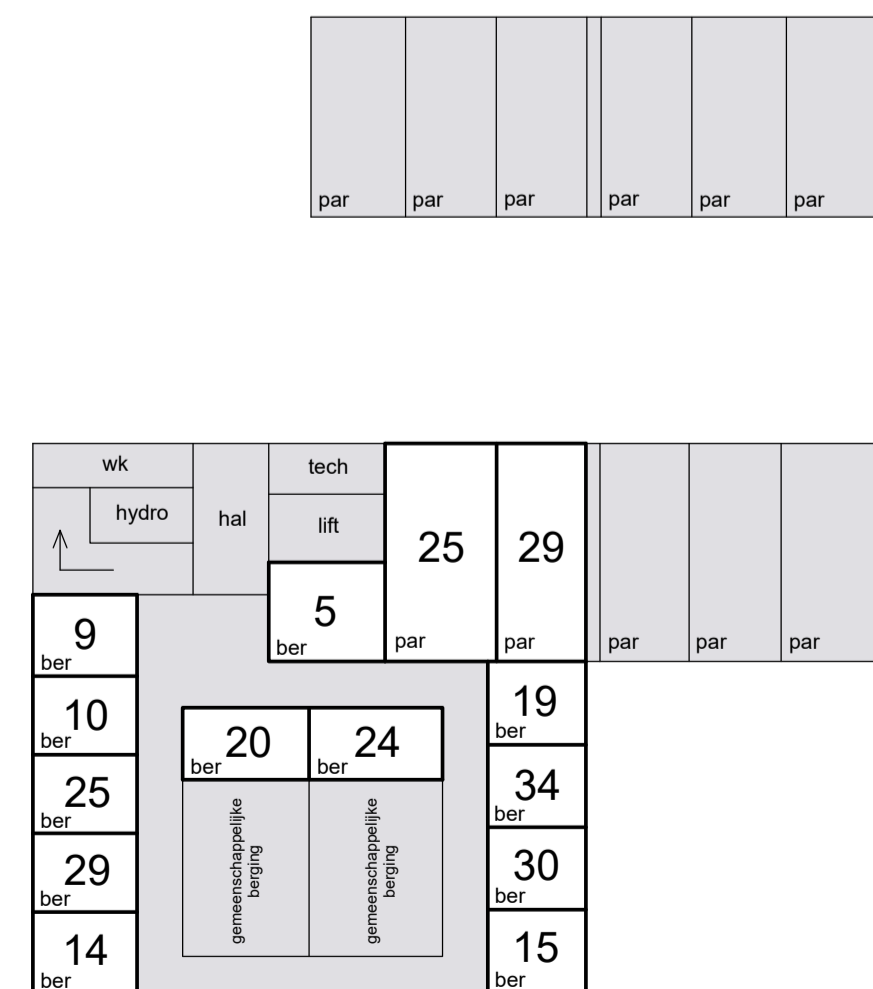 par par par par par par
wk
tech
hydro
hal
lift
25
29
5
ber
par
par
par par par
9
ber
10
ber
25
ber
29
ber
14
ber
20
ber
24
ber
gemeenschappelijke
berging
gemeenschappelijke
berging
19
ber
34
ber
30
ber
15
ber